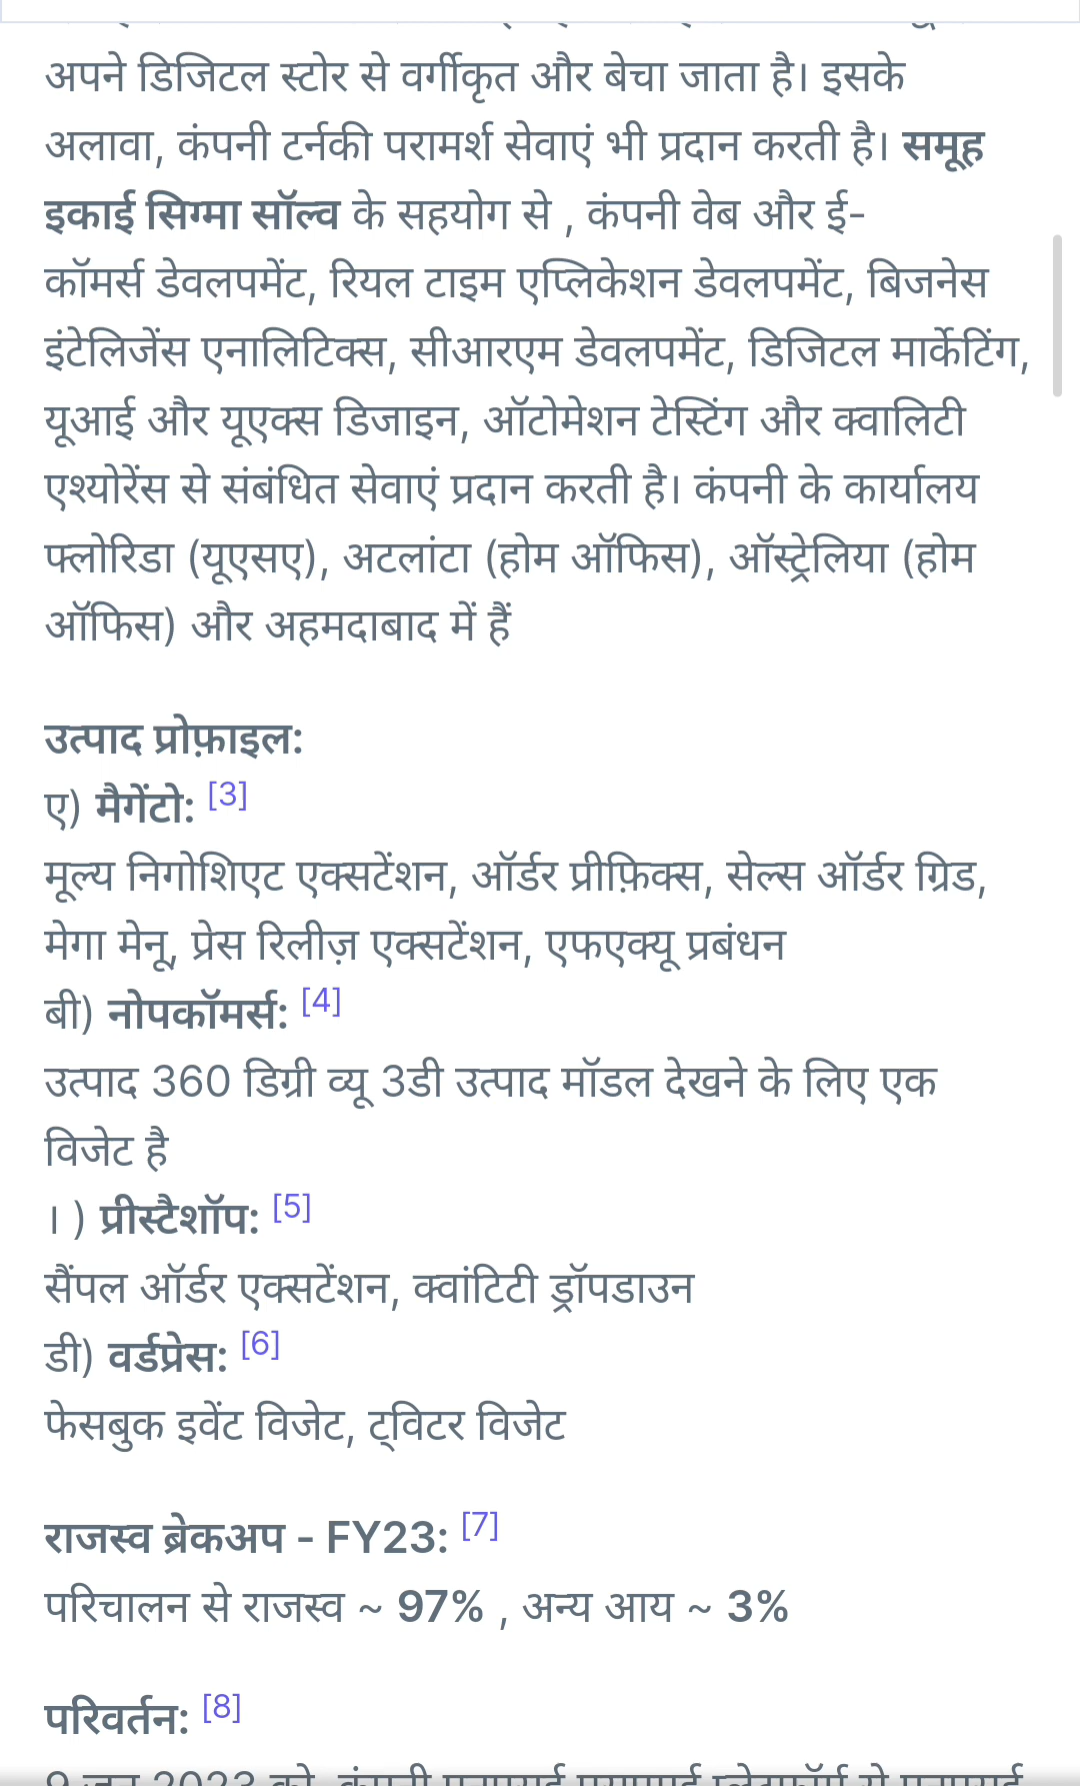 अपने डिजिटल स्टोर से वर्गीकृत और बेचा जाता है। इसके
अलावा, कंपनी टर्नकी परामर्श सेवाएं भी प्रदान करती है। समूह
इकाई सिग्मा सॉल्व के सहयोग से , कंपनी वेब और ई-
कॉमर्स डेवलपमेंट, रियल टाइम एप्लिकेशन डेवलपमेंट, बिजनेस
इंटेलिजेंस एनालिटिक्स, सीआरएम डेवलपमेंट, डिजिटल मार्केटिंग,
यूआई और यूएक्स डिजाइन, ऑटोमेशन टेस्टिंग और क्वालिटी
एश्योरेंस से संबंधित सेवाएं प्रदान करती है। कंपनी के कार्यालय
फ्लोरिडा (यूएसए), अटलांटा (होम ऑफिस), ऑस्ट्रेलिया (होम
ऑफिस) और अहमदाबाद में हैं
उत्पाद प्रोफ़ाइल:
ए) मैगेंटो: [3]
मूल्य निगोशिएट एक्सटेंशन, ऑर्डर प्रीफ़िक्स, सेल्स ऑर्डर ग्रिड,
मेगा मेनू, प्रेस रिलीज़ एक्सटेंशन, एफएक्यू प्रबंधन
बी) नोपकॉमर्स: [4]
उत्पाद 360 डिग्री व्यू 3डी उत्पाद मॉडल देखने के लिए एक
विजेट है
। ) प्रीस्टैशॉप: [5]
सैंपल ऑर्डर एक्सटेंशन, क्वांटिटी ड्रॉपडाउन
डी) वर्डप्रेस: [6]
फेसबुक इवेंट विजेट, ट्विटर विजेट
राजस्व ब्रेकअप - FY23: [7]
परिचालन से राजस्व ~ 97% , अन्य आय ~ 3%
परिवर्तन: [8]